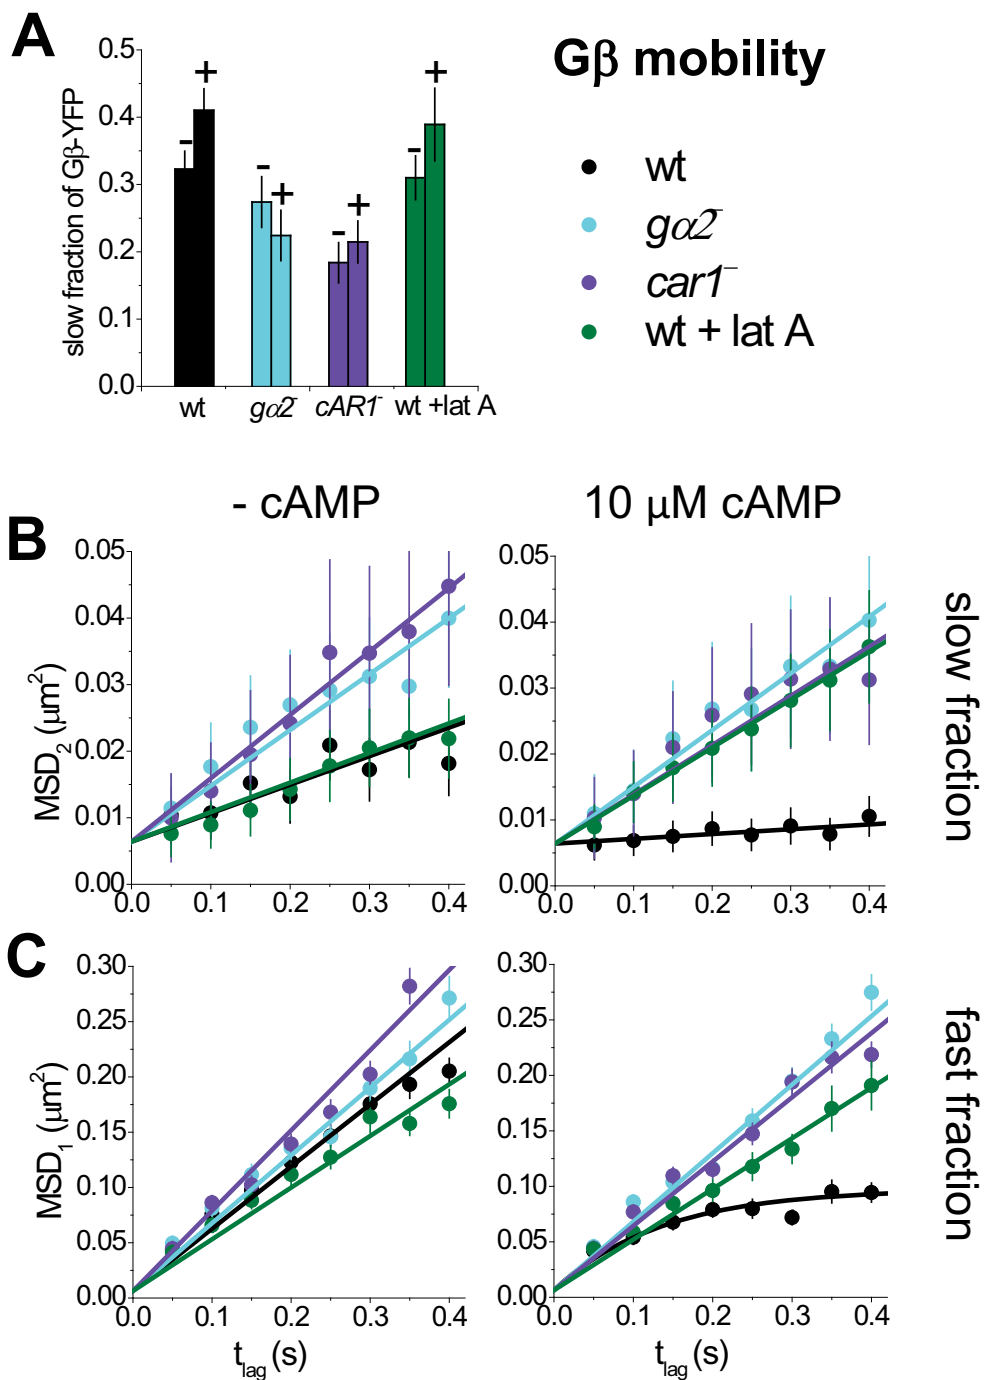 A
Gβ mobility
slow fraction of Gβ-YFP
0.5
0.4
0.3
0.2
0.1
0.0
- + - + - + - +
wt gα2⁻ cAR1⁻ wt +lat A
wt
gα2⁻
car1⁻
wt + lat A
- cAMP
10 μM cAMP
B
MSD₂ (μm²)
0.05
0.04
0.03
0.02
0.01
0.00
0.0 0.1 0.2 0.3 0.4
0.05
0.04
0.03
0.02
0.01
0.00
0.0 0.1 0.2 0.3 0.4
slow fraction
C
MSD₁ (μm²)
0.30
0.25
0.20
0.15
0.10
0.05
0.00
0.0 0.1 0.2 0.3 0.4
t_lag (s)
0.30
0.25
0.20
0.15
0.10
0.05
0.00
0.0 0.1 0.2 0.3 0.4
t_lag (s)
fast fraction